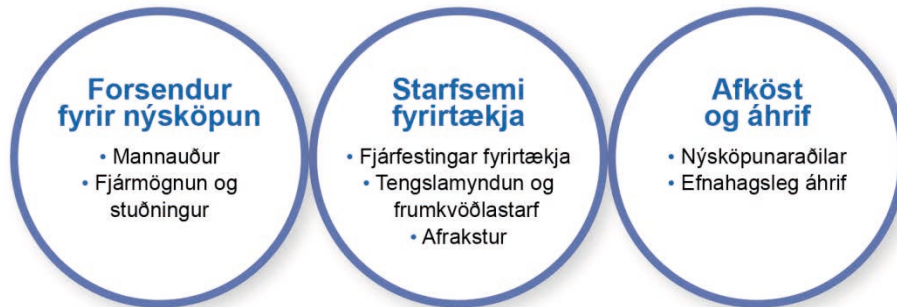 Forsendur
fyrir nýsköpun
• Mannauður
• Fjármögnun og
stuðningur
Starfsemi
fyrirtækja
• Fjárfestingar fyrirtækja
• Tengslamyndun og
frumkvöðlastarf
• Afrakstur
Afköst
og áhrif
• Nýsköpunaraðilar
• Efnahagsleg áhrif